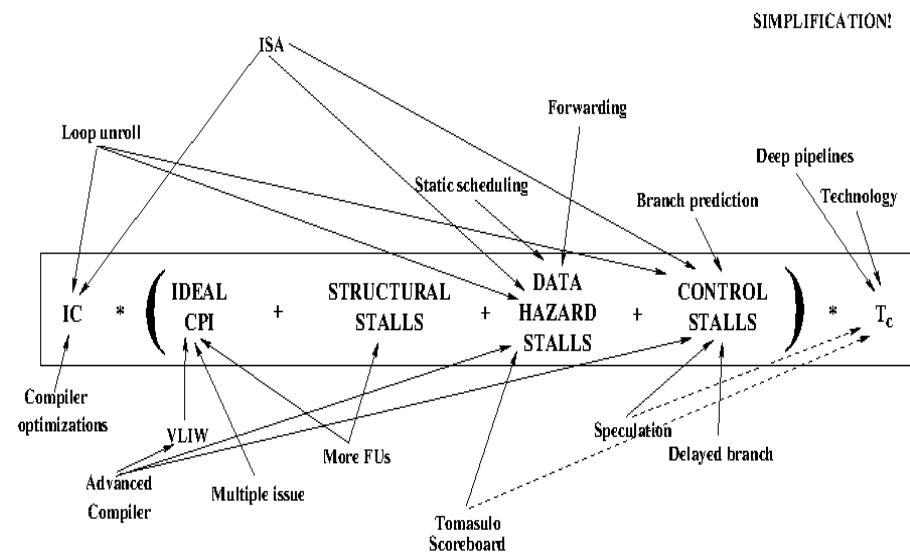 SIMPLIFICATION!
ISA
Forwarding
Loop unroll
Deep pipelines
Static scheduling
Technology
Branch prediction
IC * ( IDEAL CPI + STRUCTURAL STALLS + DATA HAZARD STALLS + CONTROL STALLS ) * Tc
Compiler
optimizations
VLIW
More FUs
Speculation
Delayed branch
Advanced
Compiler
Multiple issue
Tomasulo
Scoreboard